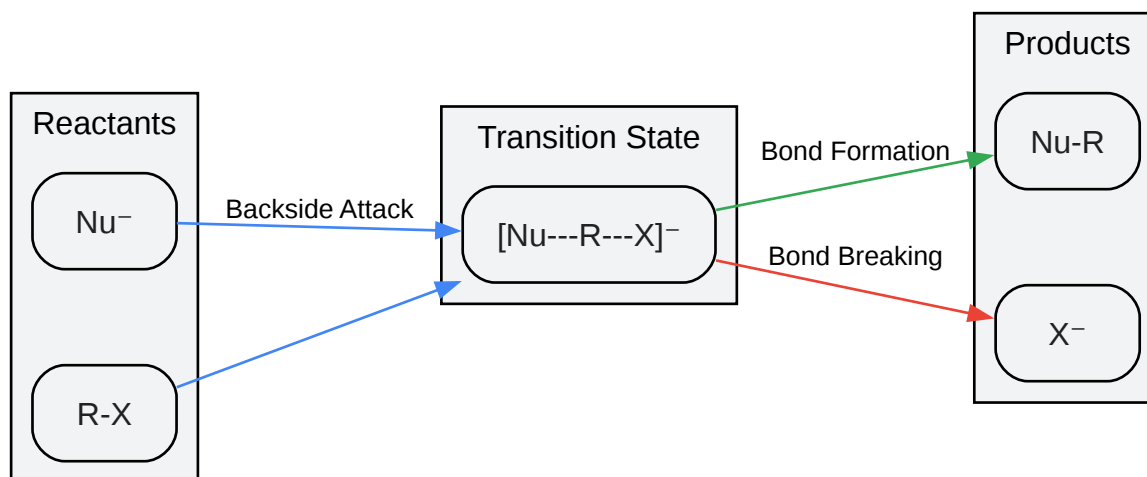 Reactants
Nu⁻
R-X
Backside Attack
Transition State
[Nu---R---X]⁻
Bond Formation
Bond Breaking
Products
Nu-R
X⁻